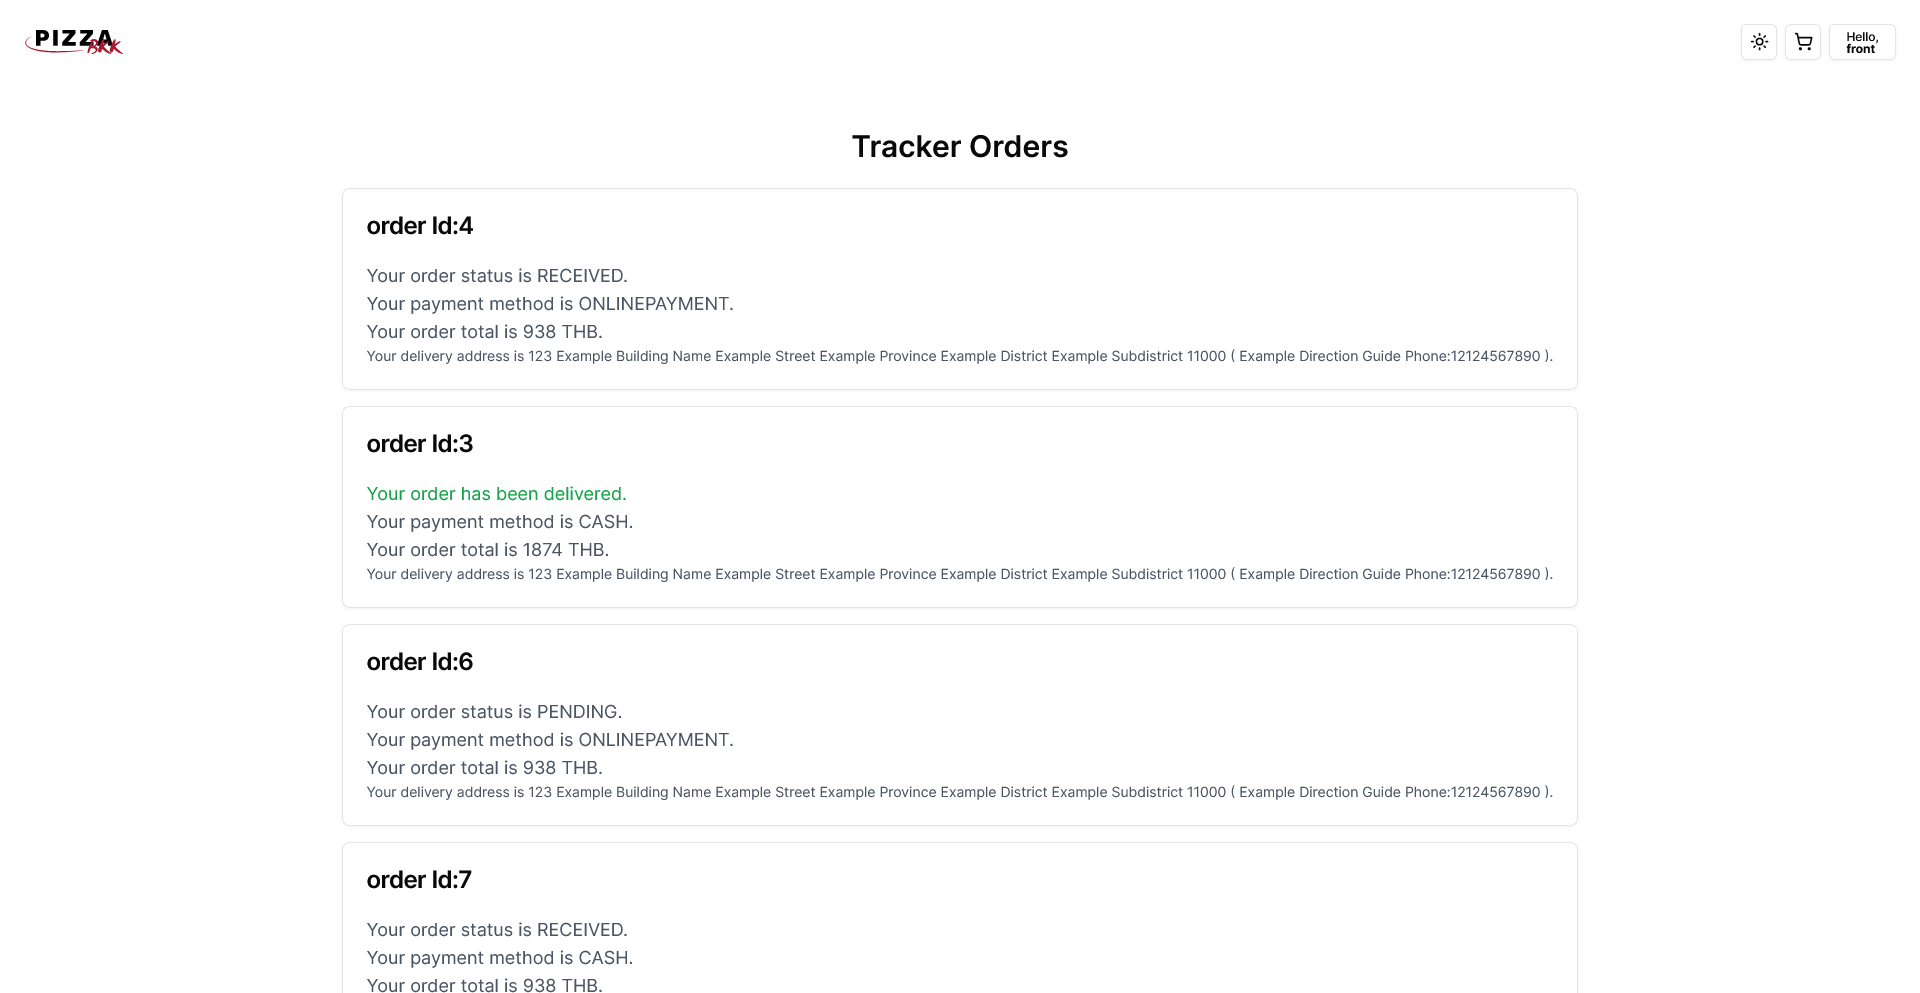 PIZZA
BKK
Hello,
front
Tracker Orders
order Id:4
Your order status is RECEIVED.
Your payment method is ONLINEPAYMENT.
Your order total is 938 THB.
Your delivery address is 123 Example Building Name Example Street Example Province Example District Example Subdistrict 11000 ( Example Direction Guide Phone:12124567890 ).
order Id:3
Your order has been delivered.
Your payment method is CASH.
Your order total is 1874 THB.
Your delivery address is 123 Example Building Name Example Street Example Province Example District Example Subdistrict 11000 ( Example Direction Guide Phone:12124567890 ).
order Id:6
Your order status is PENDING.
Your payment method is ONLINEPAYMENT.
Your order total is 938 THB.
Your delivery address is 123 Example Building Name Example Street Example Province Example District Example Subdistrict 11000 ( Example Direction Guide Phone:12124567890 ).
order Id:7
Your order status is RECEIVED.
Your payment method is CASH.
Your order total is 938 THB.